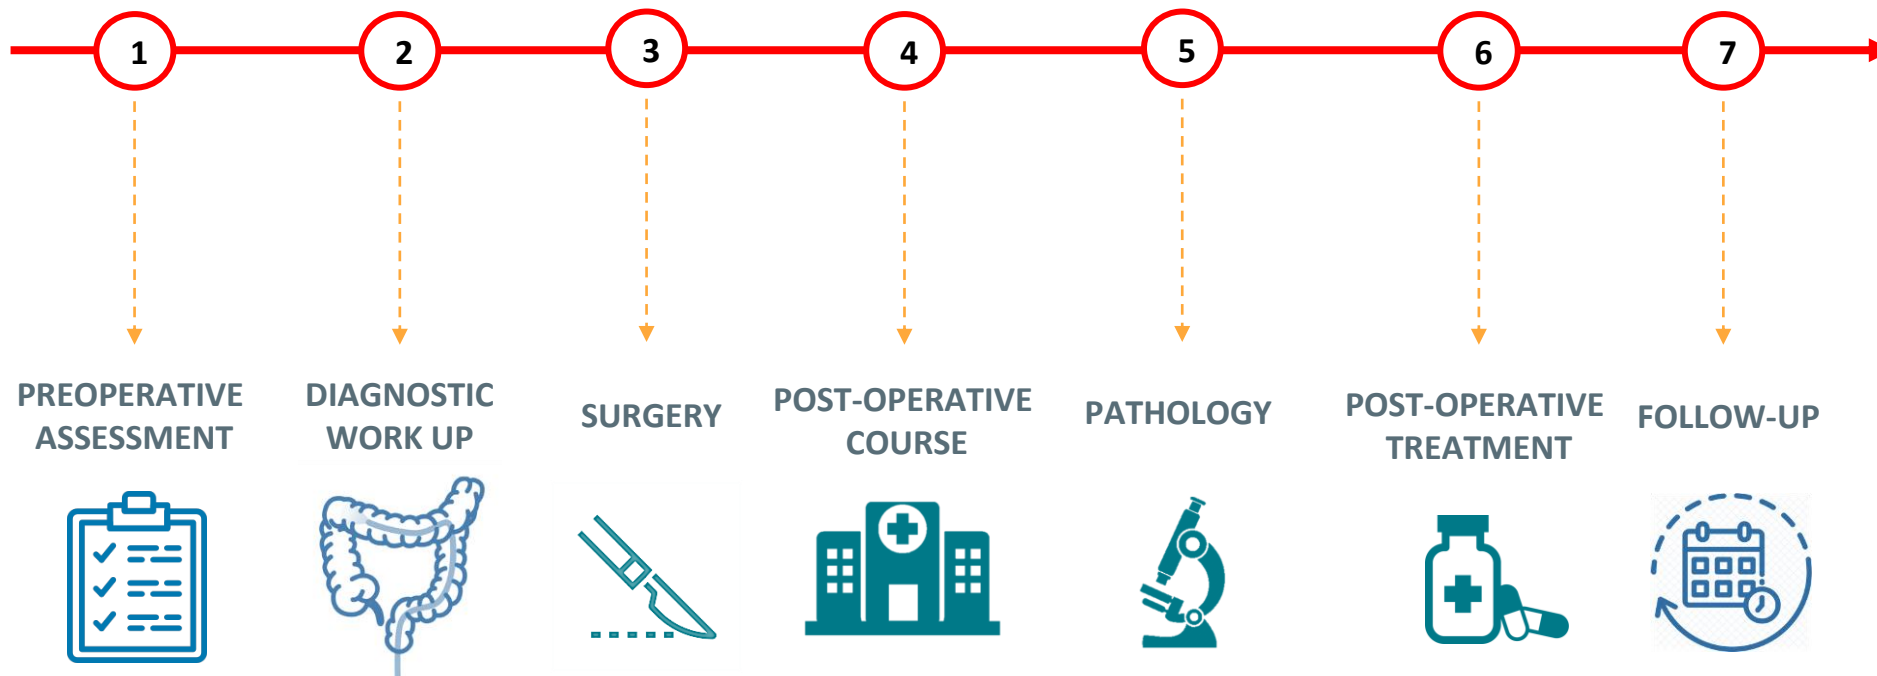 1
2
3
4
5
6
7
PREOPERATIVE
ASSESSMENT
DIAGNOSTIC
WORK UP
SURGERY
POST-OPERATIVE
COURSE
PATHOLOGY
POST-OPERATIVE
TREATMENT
FOLLOW-UP